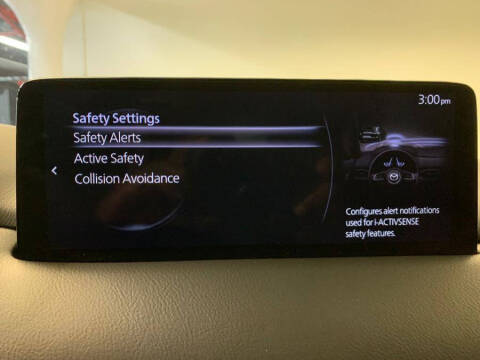 3:00pm
Safety Settings
Safety Alerts
Active Safety
Collision Avoidance
Configures alert notifications
used for i-ACTIVSENSE
safety features.